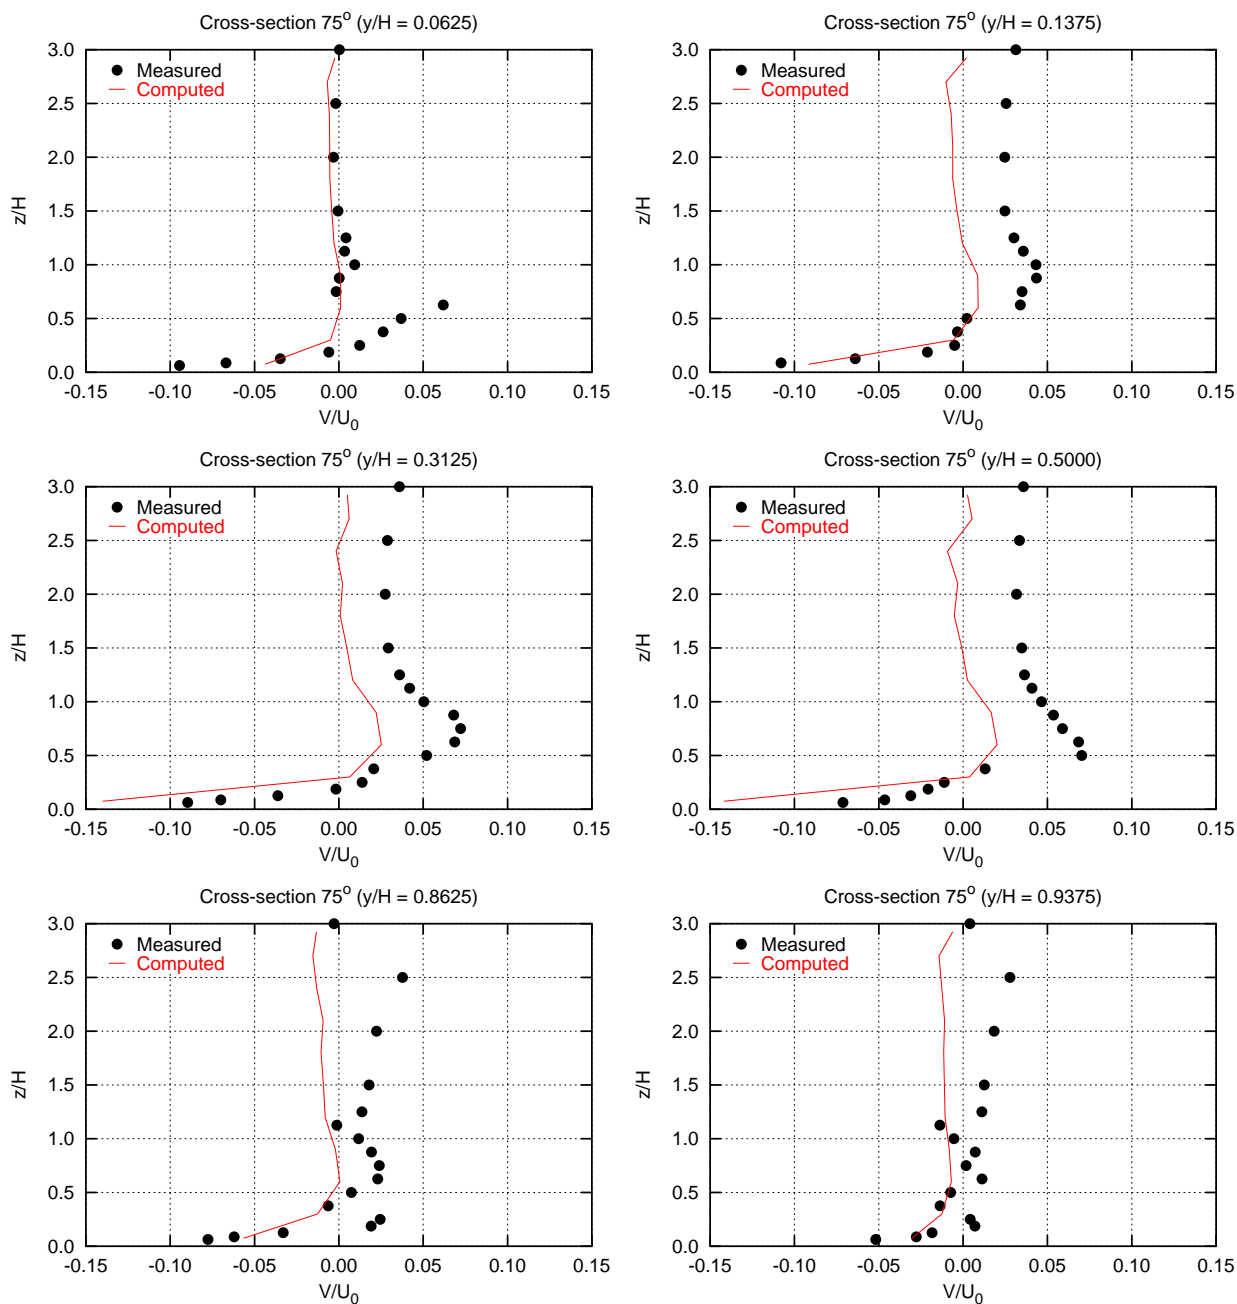 Cross-section 75° (y/H = 0.0625)
3.0
2.5
2.0
1.5
1.0
0.5
0.0
z/H
Measured
Computed
-0.15 -0.10 -0.05 0.00 0.05 0.10 0.15
V/U₀
Cross-section 75° (y/H = 0.1375)
3.0
2.5
2.0
1.5
1.0
0.5
0.0
z/H
Measured
Computed
-0.15 -0.10 -0.05 0.00 0.05 0.10 0.15
V/U₀
Cross-section 75° (y/H = 0.3125)
3.0
2.5
2.0
1.5
1.0
0.5
0.0
z/H
Measured
Computed
-0.15 -0.10 -0.05 0.00 0.05 0.10 0.15
V/U₀
Cross-section 75° (y/H = 0.5000)
3.0
2.5
2.0
1.5
1.0
0.5
0.0
z/H
Measured
Computed
-0.15 -0.10 -0.05 0.00 0.05 0.10 0.15
V/U₀
Cross-section 75° (y/H = 0.8625)
3.0
2.5
2.0
1.5
1.0
0.5
0.0
z/H
Measured
Computed
-0.15 -0.10 -0.05 0.00 0.05 0.10 0.15
V/U₀
Cross-section 75° (y/H = 0.9375)
3.0
2.5
2.0
1.5
1.0
0.5
0.0
z/H
Measured
Computed
-0.15 -0.10 -0.05 0.00 0.05 0.10 0.15
V/U₀